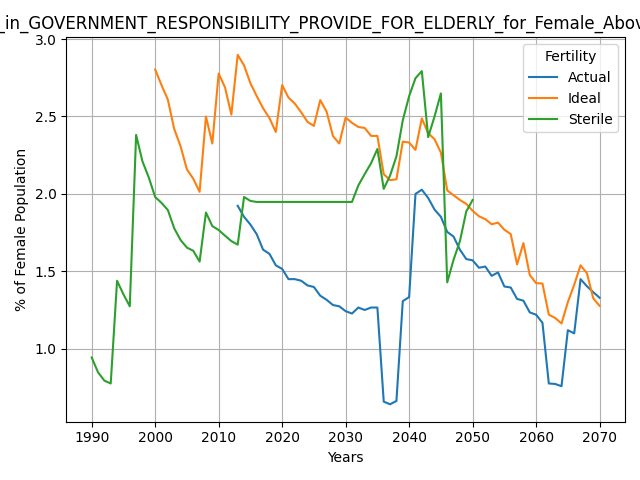 _in_GOVERNMENT_RESPONSIBILITY_PROVIDE_FOR_ELDERLY_for_Female_Abov
3.0
2.5
2.0
1.5
1.0
% of Female Population
Fertility
Actual
Ideal
Sterile
1990 2000 2010 2020 2030 2040 2050 2060 2070
Years